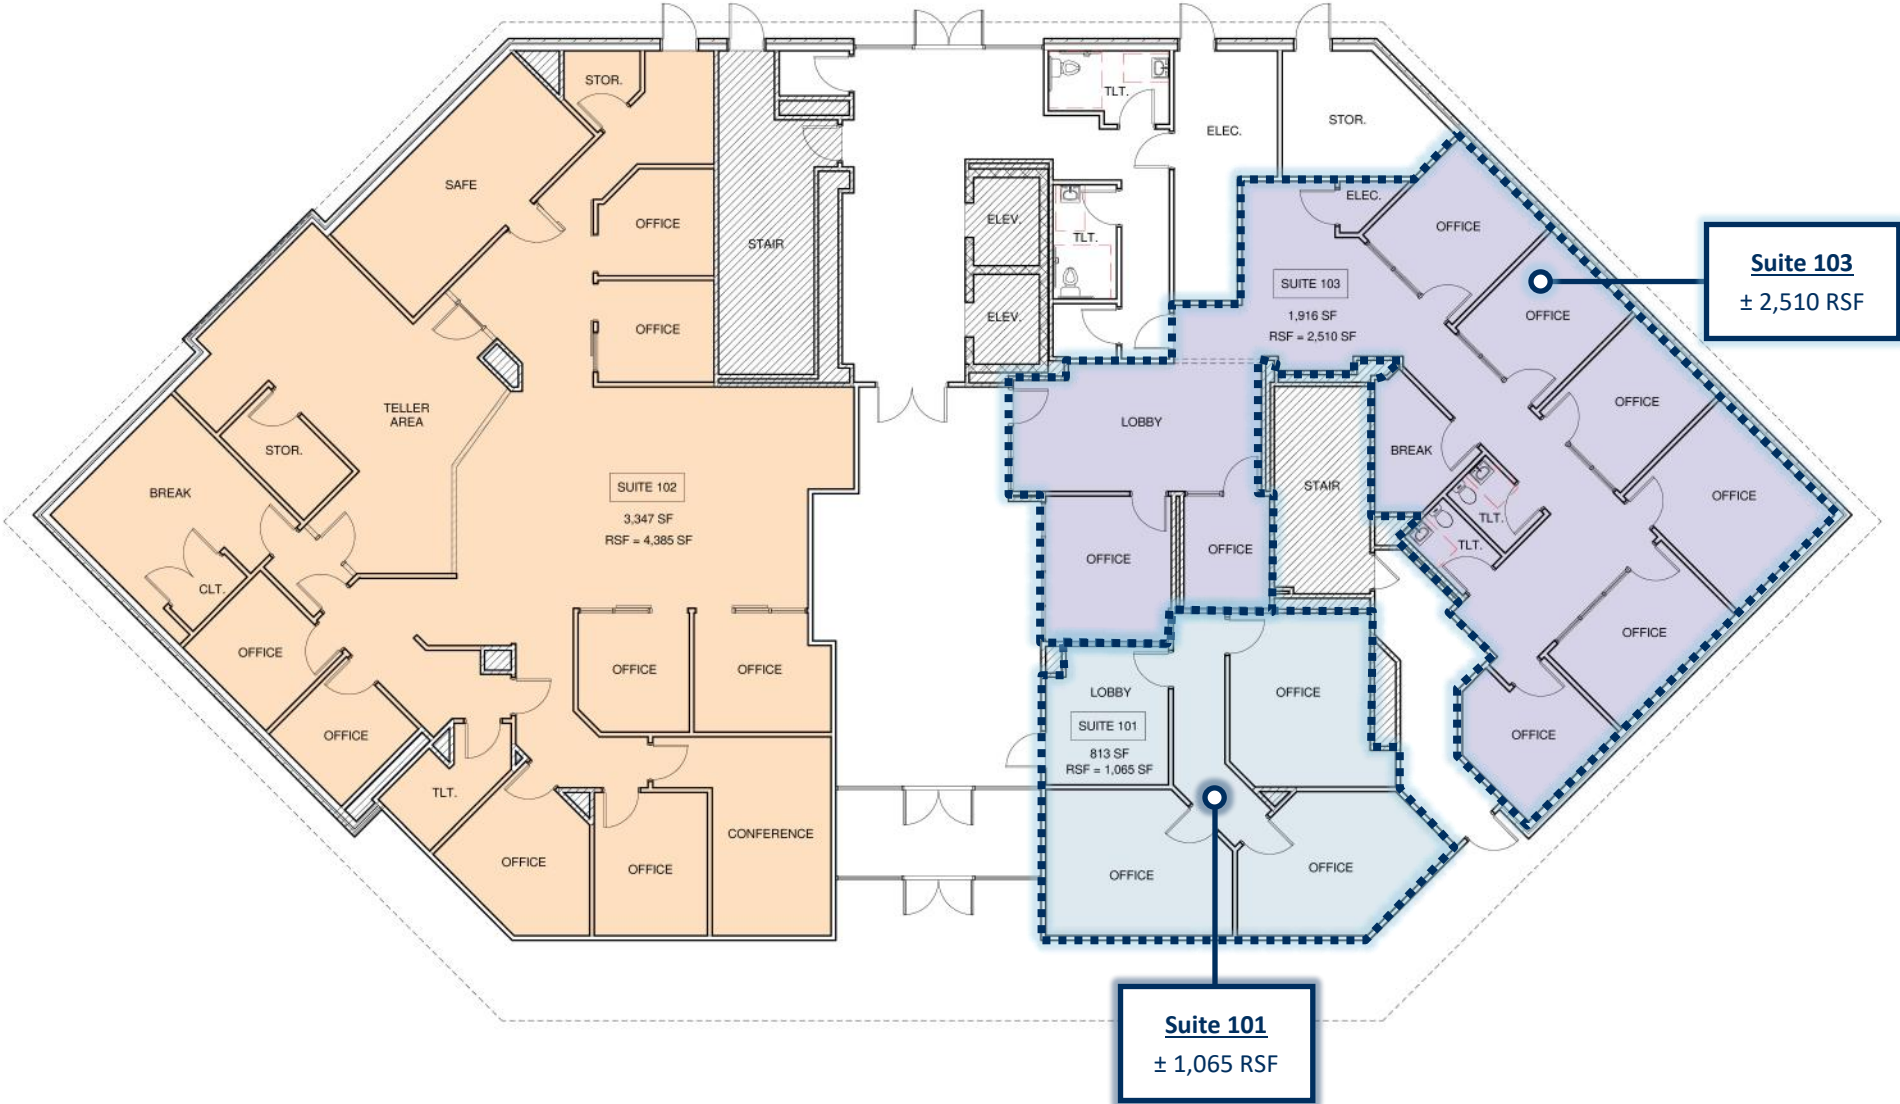 STOR.
TLT.
STOR.
ELEC.
SAFE
ELEC.
OFFICE
ELEV.
OFFICE
STAIR
TLT.
Suite 103
± 2,510 RSF
SUITE 103
1,916 SF
RSF = 2,510 SF
OFFICE
ELEV.
OFFICE
TELLER
AREA
LOBBY
OFFICE
STOR.
BREAK
BREAK
SUITE 102
3,347 SF
RSF = 4,385 SF
STAIR
OFFICE
TLT.
TLT.
OFFICE
OFFICE
CLT.
OFFICE
OFFICE
OFFICE
OFFICE
LOBBY
OFFICE
SUITE 101
813 SF
RSF = 1,065 SF
OFFICE
OFFICE
TLT.
CONFERENCE
OFFICE
OFFICE
OFFICE
OFFICE
Suite 101
± 1,065 RSF